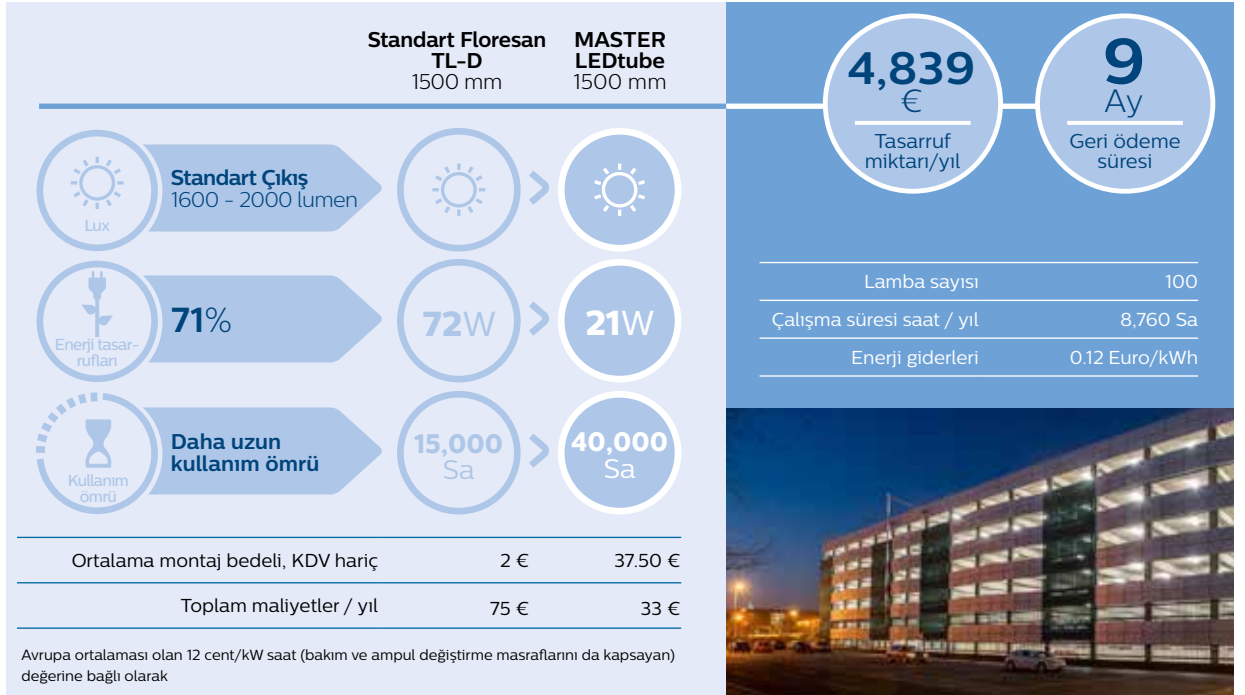 Standart Floresan
TL-D
1500 mm
MASTER
LEDtube
1500 mm
Lux
Standart Çıkış
1600 - 2000 lumen
Enerji tasar-
rufları
71%
72W
21W
Kullanım
ömrü
Daha uzun
kullanım ömrü
15,000
Sa
40,000
Sa
Ortalama montaj bedeli, KDV hariç 2 € 37.50 €
Toplam maliyetler / yıl 75 € 33 €
Avrupa ortalaması olan 12 cent/kW saat (bakım ve ampul değiştirme masraflarını da kapsayan)
değerine bağlı olarak
4,839
€
Tasarruf
miktarı/yıl
9
Ay
Geri ödeme
süresi
Lamba sayısı 100
Çalışma süresi saat / yıl 8,760 Sa
Enerji giderleri 0.12 Euro/kWh